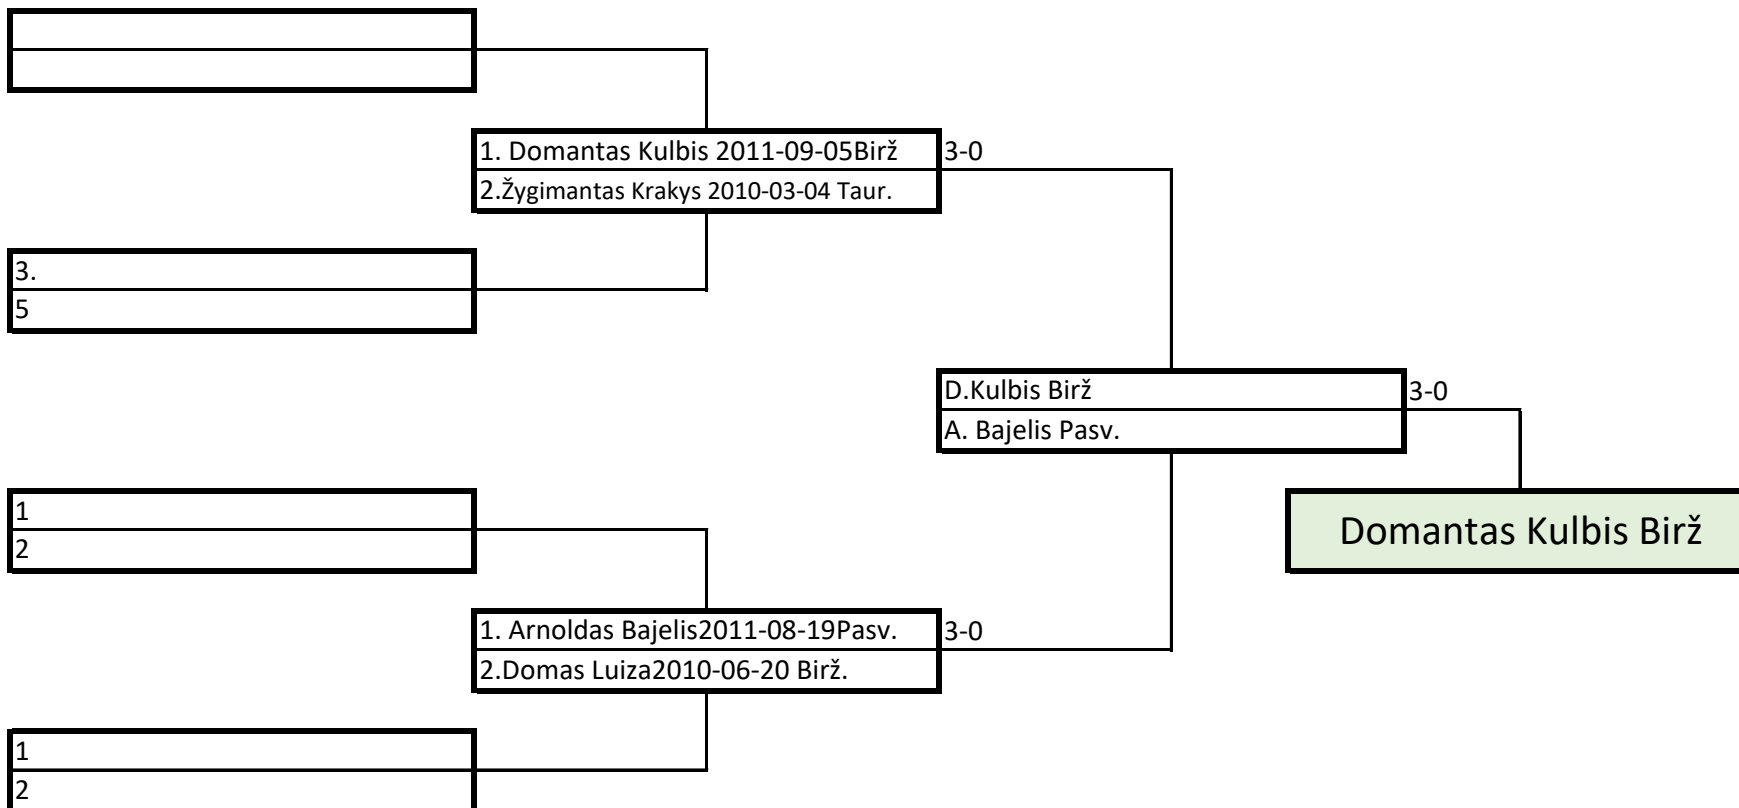 1. Domantas Kulbis 2011-09-05Birž
3-0
2.Žygimantas Krakys 2010-03-04 Taur.
3.
5
D.Kulbis Birž
3-0
A. Bajelis Pasv.
1
2
Domantas Kulbis Birž
1. Arnoldas Bajelis2011-08-19Pasv.
3-0
2.Domas Luiza2010-06-20 Birž.
1
2